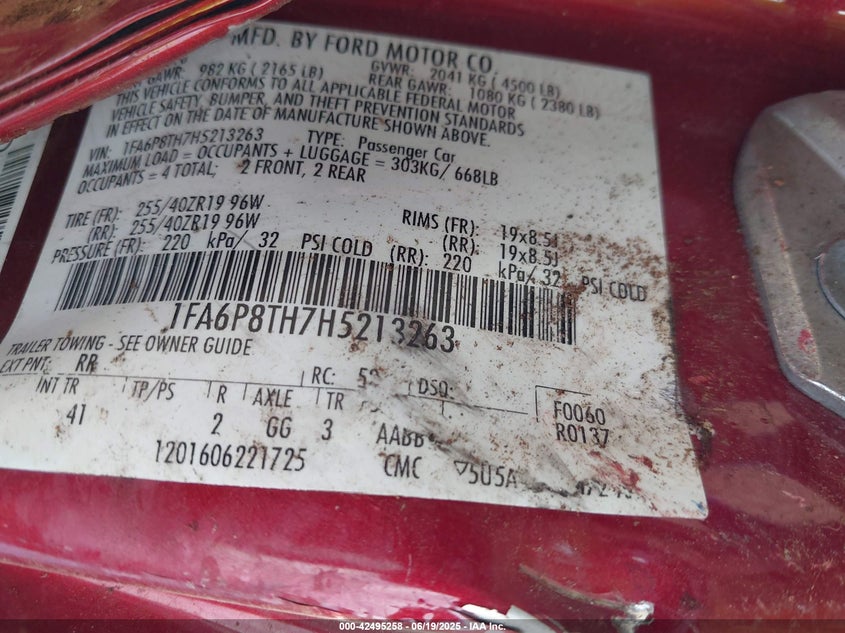 MFD. BY FORD MOTOR CO
GVWR: 2041 KG ( 4500 LB)
GAWR: 982 KG ( 2165 LB)
REAR GAWR: 1080 KG ( 2380 LB)
THIS VEHICLE CONFORMS TO ALL APPLICABLE FEDERAL MOTOR
VEHICLE SAFETY, BUMPER, AND THEFT PREVENTION STANDARDS
IN EFFECT ON THE DATE OF MANUFACTURE SHOWN ABOVE.
VIN: 1FA6P8TH7H5213263 TYPE: Passenger Car
MAXIMUM LOAD = OCCUPANTS + LUGGAGE = 303KG/ 668LB
OCCUPANTS = 4 TOTAL; 2 FRONT, 2 REAR
TIRE (FR): 255/40ZR19 96W RIMS (FR): 19x8.5J
(RR) 255/40ZR19 96W (RR): 19x8.5J
PRESSURE (FR): 220 kPa/ 32 PSI COLD (RR): 220 kPa/ 32 PSI COLD
1FA6P8TH7H5213263
TRAILER TOWING - SEE OWNER GUIDE
EXT PNT: RR RC: DSO:
INT TR TP/PS R AXLE TR
41 2 GG 3 AABB
F0060
R0137
1201606221725 CMC ▽5U5A
000-42495258 - 06/19/2025 - IAA Inc.